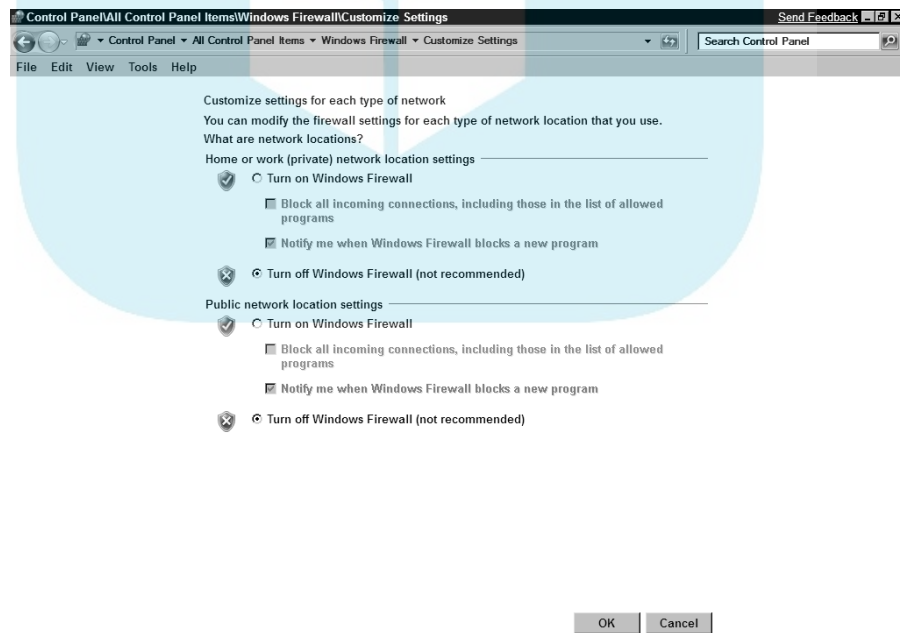 Control Panel\All Control Panel Items\Windows Firewall\Customize Settings
Send Feedback
Control Panel All Control Panel Items Windows Firewall Customize Settings
Search Control Panel
File Edit View Tools Help
Customize settings for each type of network
You can modify the firewall settings for each type of network location that you use.
What are network locations?
Home or work (private) network location settings
Turn on Windows Firewall
Block all incoming connections, including those in the list of allowed
programs
Notify me when Windows Firewall blocks a new program
Turn off Windows Firewall (not recommended)
Public network location settings
Turn on Windows Firewall
Block all incoming connections, including those in the list of allowed
programs
Notify me when Windows Firewall blocks a new program
Turn off Windows Firewall (not recommended)
OK Cancel